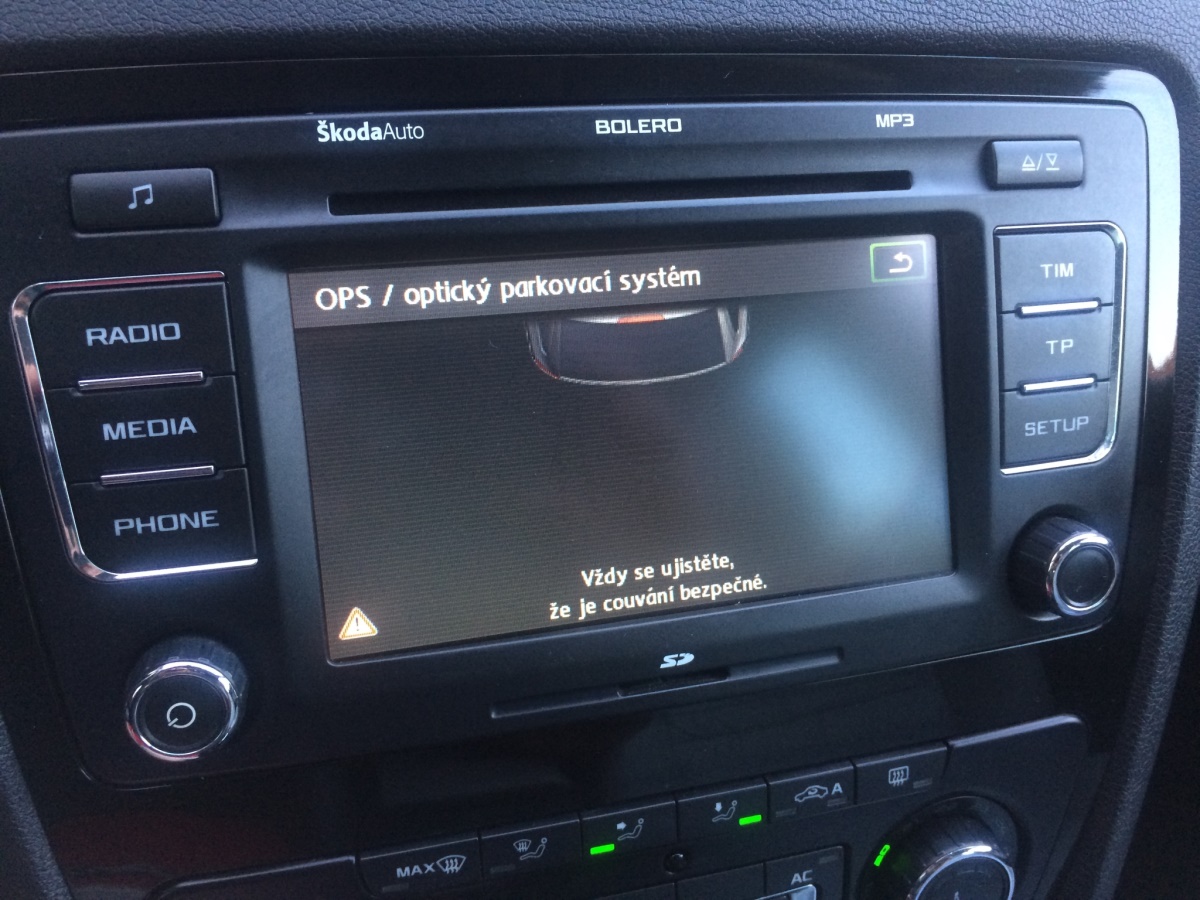 ŠkodaAuto
BOLERO
MP3
OPS / optický parkovací systém
RADIO
MEDIA
PHONE
TIM
TP
SETUP
Vždy se ujistěte,
že je couvání bezpečné.
SD
A
MAX
AC